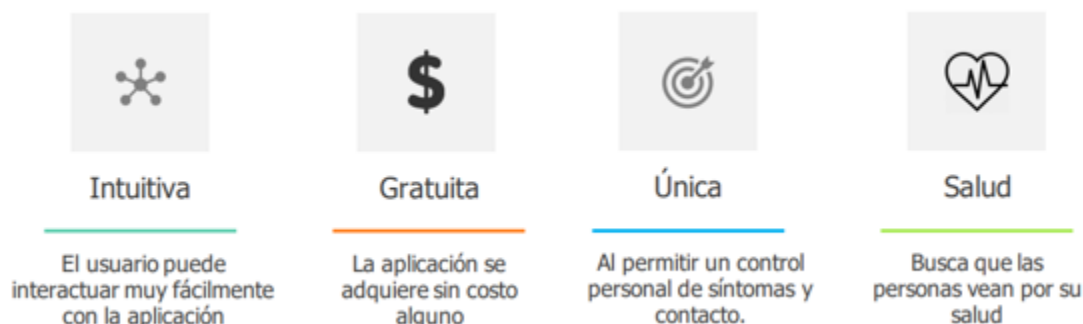 $
Intuitiva
Gratuita
Única
Salud
El usuario puede
interactuar muy fácilmente
con la aplicación
La aplicación se
adquiere sin costo
alguno
Al permitir un control
personal de síntomas y
contacto.
Busca que las
personas vean por su
salud